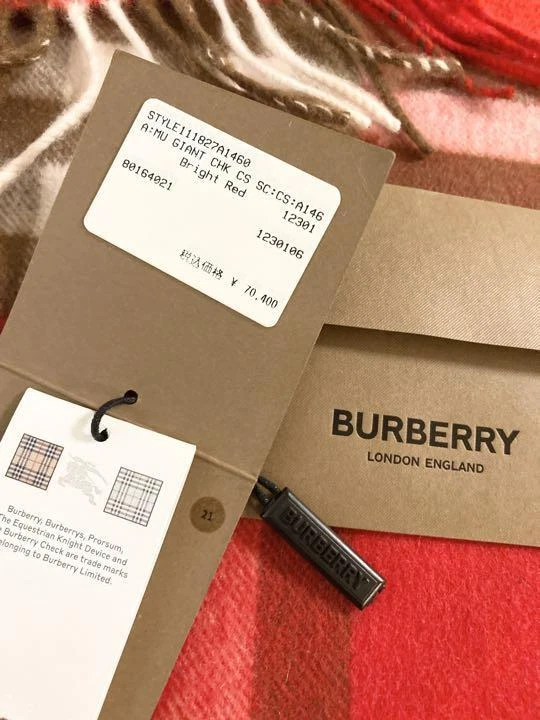 STYLE111827A1460
A:MU GIANT CHK CS SC:CS:A146
Bright Red 12301
80164021 1230106
税込価格 ¥ 70,400
BURBERRY
LONDON ENGLAND
21
BURBERRY
Burberry, Burberrys, Prorsum,
The Equestrian Knight Device and
Burberry Check are trade marks
belonging to Burberry Limited.